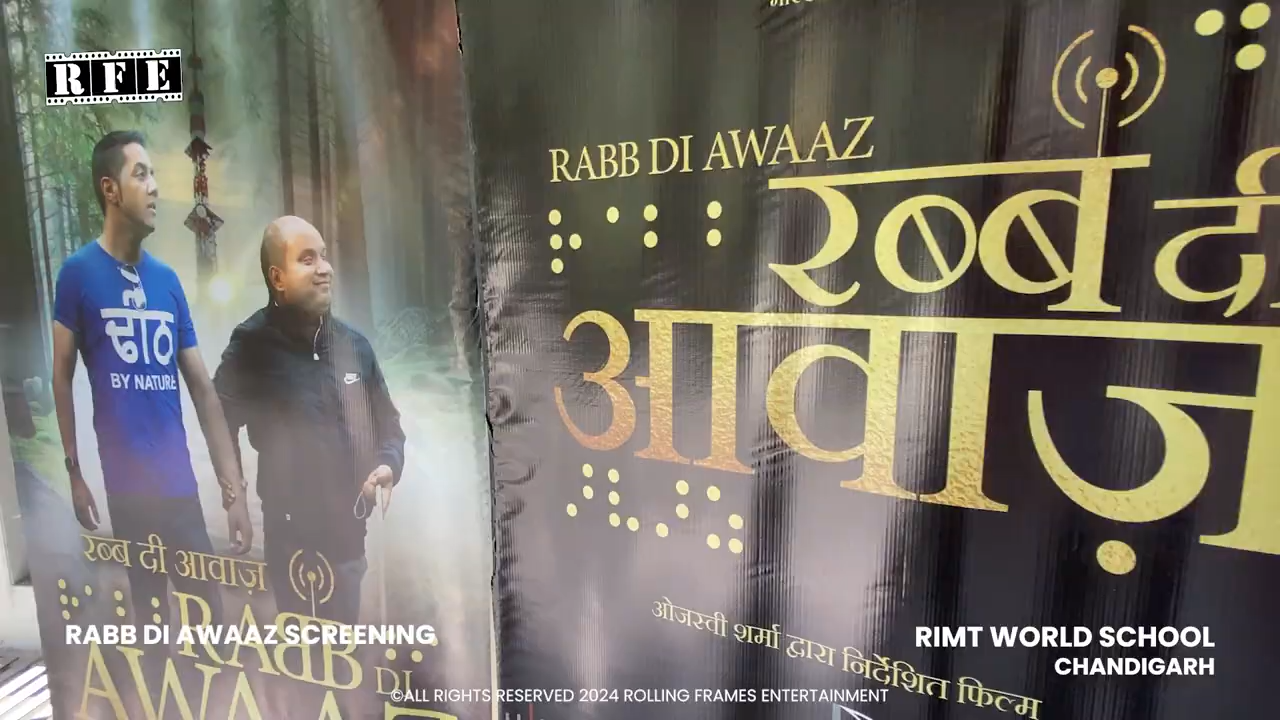 RFE
RABB DI AWAAZ
रब्ब दी
आवाज़
ढीठ
BY NATURE
रब्ब दी आवाज़
RABB DI
AWAAZ
ओजस्वी शर्मा द्वारा निर्देशित फिल्म
RABB DI AWAAZ SCREENING
RIMT WORLD SCHOOL
CHANDIGARH
©ALL RIGHTS RESERVED 2024 ROLLING FRAMES ENTERTAINMENT